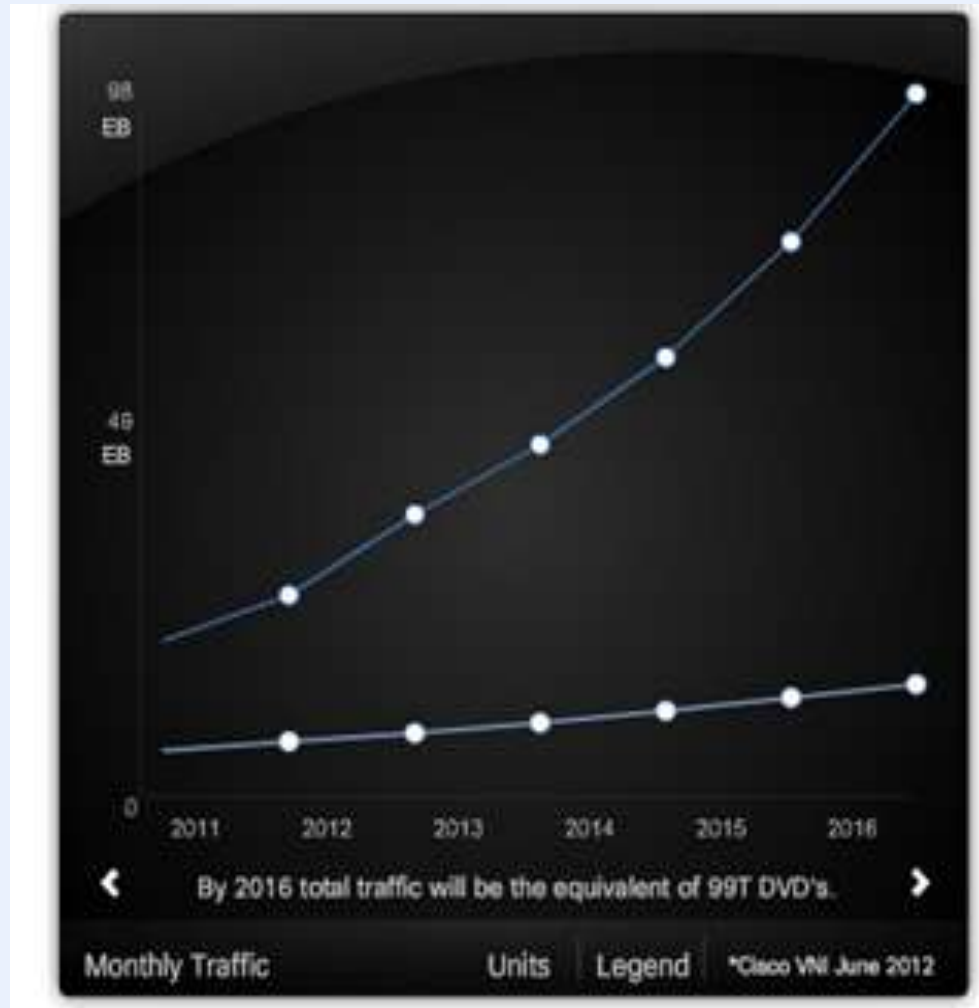 98
EB
49
EB
0
2011 2012 2013 2014 2015 2016
By 2016 total traffic will be the equivalent of 99T DVD's.
Monthly Traffic Units Legend *Cisco VNI June 2012